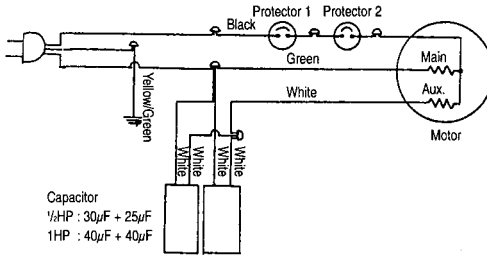 Protector 1 Protector 2
Black
Green
Main
White
Aux.
Motor
Yellow/Green
White
White
White
White
Capacitor
½HP : 30µF + 25µF
1HP : 40µF + 40µF